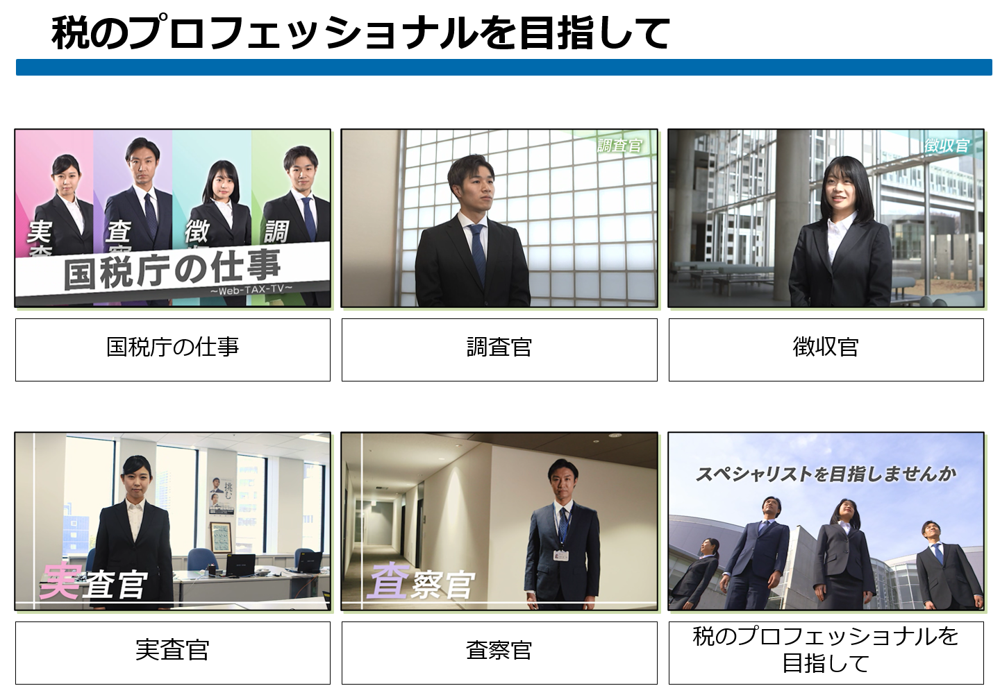 税のプロフェッショナルを目指して
実 査 徴 調
査 察
国税庁の仕事
～Web-TAX-TV～
調査官
徴収官
国税庁の仕事
調査官
徴収官
挑む
実査官
査察官
スペシャリストを目指しませんか
実査官
査察官
税のプロフェッショナルを
目指して